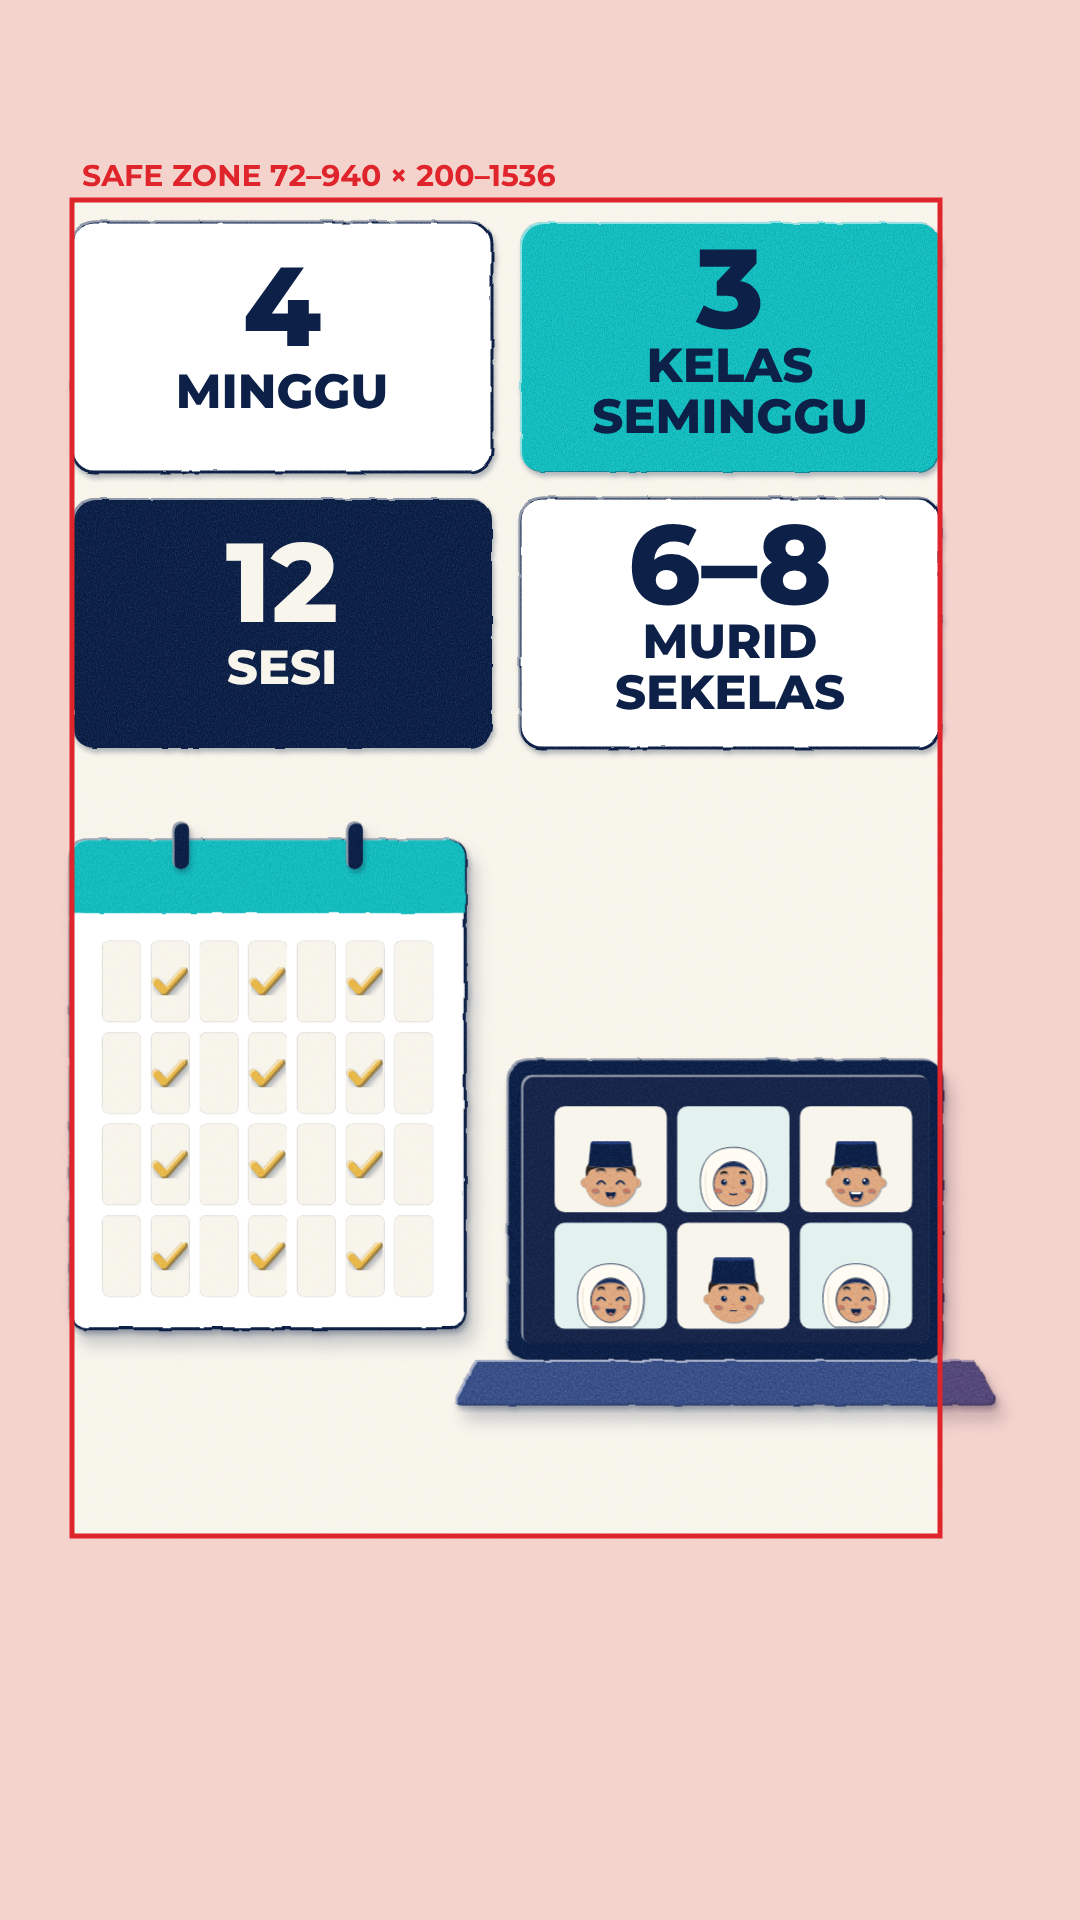 SAFE ZONE 72–940 × 200–1536
4
MINGGU
3
KELAS
SEMINGGU
12
SESI
6–8
MURID
SEKELAS